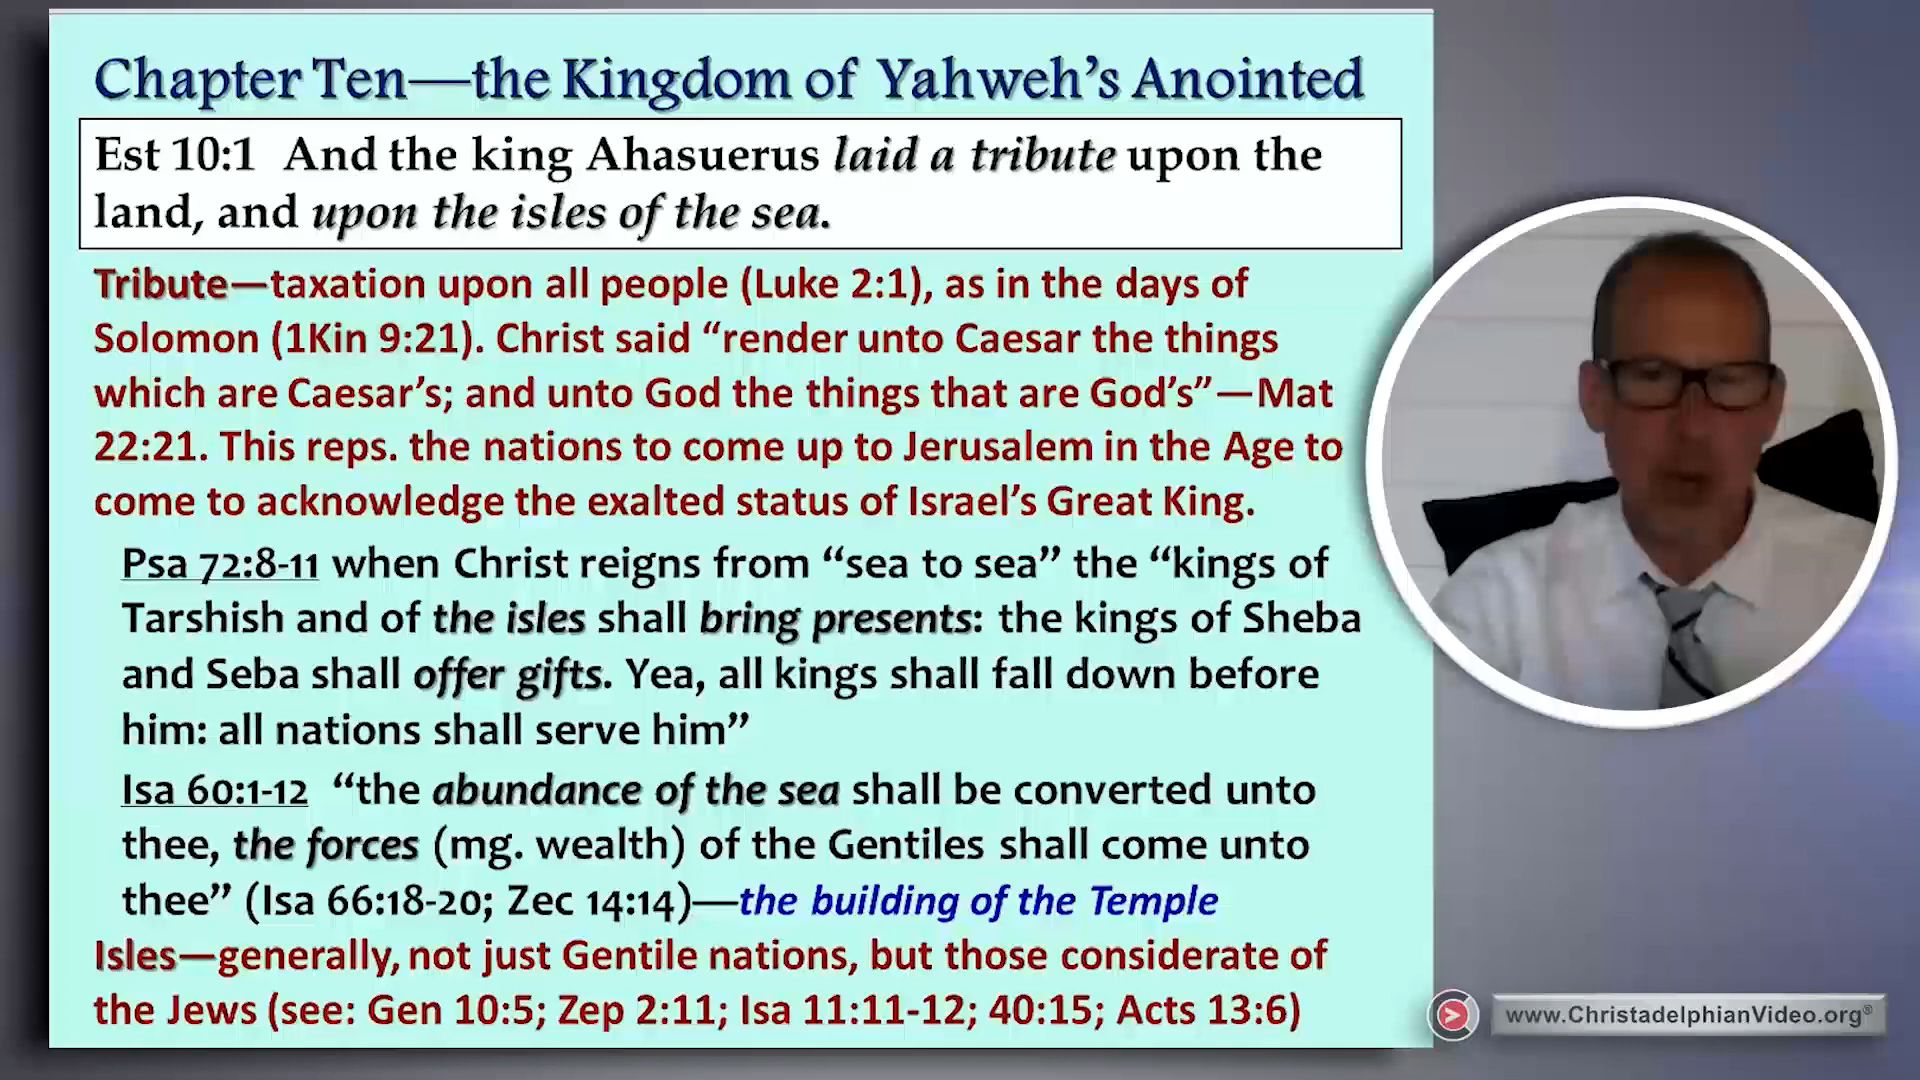 Chapter Ten—the Kingdom of Yahweh's Anointed
Est 10:1 And the king Ahasuerus laid a tribute upon the
land, and upon the isles of the sea.
Tribute—taxation upon all people (Luke 2:1), as in the days of
Solomon (1Kin 9:21). Christ said “render unto Caesar the things
which are Caesar’s; and unto God the things that are God’s”—Mat
22:21. This reps. the nations to come up to Jerusalem in the Age to
come to acknowledge the exalted status of Israel’s Great King.
Psa 72:8-11 when Christ reigns from “sea to sea” the “kings of
Tarshish and of the isles shall bring presents: the kings of Sheba
and Seba shall offer gifts. Yea, all kings shall fall down before
him: all nations shall serve him”
Isa 60:1-12 “the abundance of the sea shall be converted unto
thee, the forces (mg. wealth) of the Gentiles shall come unto
thee” (Isa 66:18-20; Zec 14:14)—the building of the Temple
Isles—generally, not just Gentile nations, but those considerate of
the Jews (see: Gen 10:5; Zep 2:11; Isa 11:11-12; 40:15; Acts 13:6)
www.ChristadelphianVideo.org®